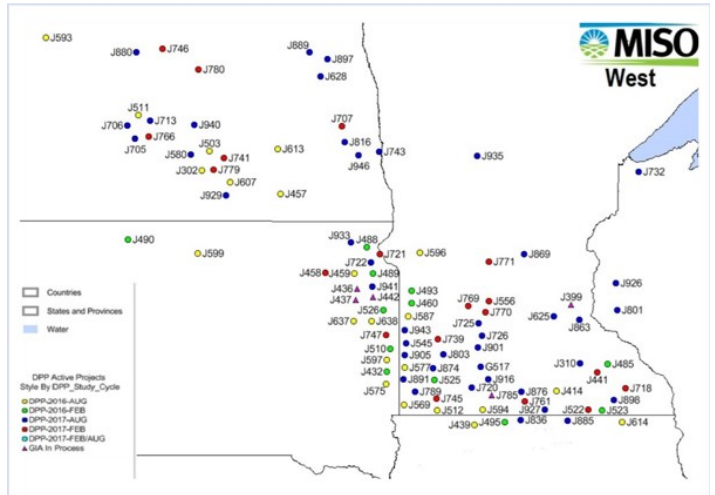 MISO
West
J593
J880
J746
J780
J889
J897
J628
J511
J706
J713
J940
J705
J766
J503
J580
J741
J302
J779
J607
J929
J613
J457
J707
J816
J946
J743
J935
J732
J490
J599
J933
J488
J721
J722
J458
J459
J489
J436
J941
J437
J442
J526
J637
J638
J747
J510
J597
J432
J575
J596
J771
J869
J493
J460
J587
J769
J556
J770
J725
J943
J545
J739
J726
J905
J803
J901
J577
J874
G517
J891
J525
J720
J916
J789
J745
J785
J569
J512
J594
J439
J495
J399
J625
J863
J926
J801
J310
J485
J441
J718
J876
J414
J761
J898
J927
J522
J523
J836
J885
J614
Countries
States and Provinces
Water
DPP Active Projects
Style By DPP_Study_Cycle
DPP-2016-AUG
DPP-2016-FEB
DPP-2017-AUG
DPP-2017-FEB
DPP-2017-FEB/AUG
GIA In Process